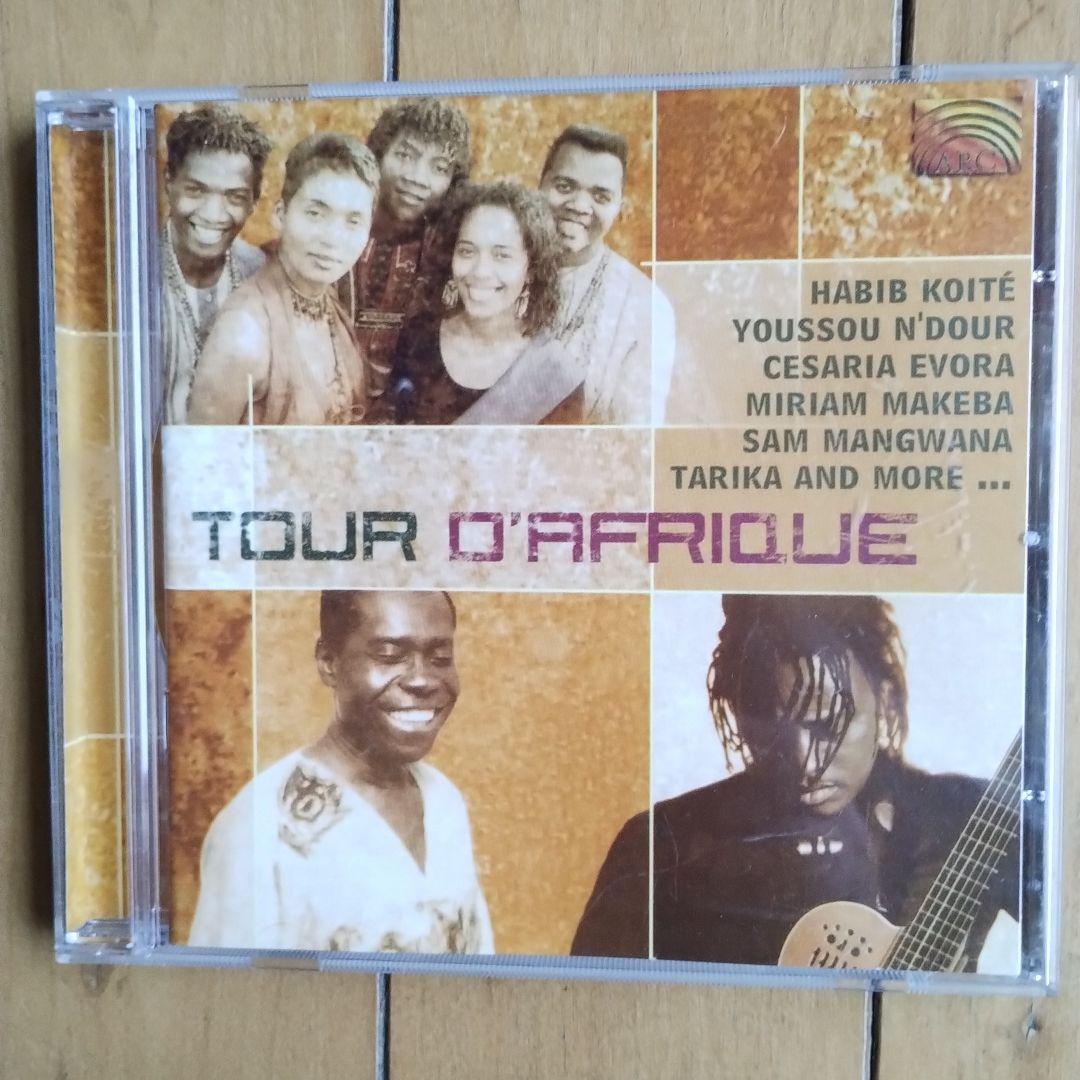 ARC
HABIB KOITÉ
YOUSSOU N'DOUR
CESARIA EVORA
MIRIAM MAKEBA
SAM MANGWANA
TARIKA AND MORE ...
TOUR D'AFRIQUE